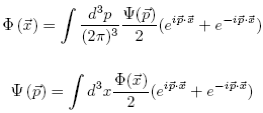 Φ(x⃗) = ∫ d³p/(2π)³ Ψ(p⃗)/2 (e^{ip⃗·x⃗} + e^{−ip⃗·x⃗})
Ψ(p⃗) = ∫ d³x Φ(x⃗)/2 (e^{ip⃗·x⃗} + e^{−ip⃗·x⃗})